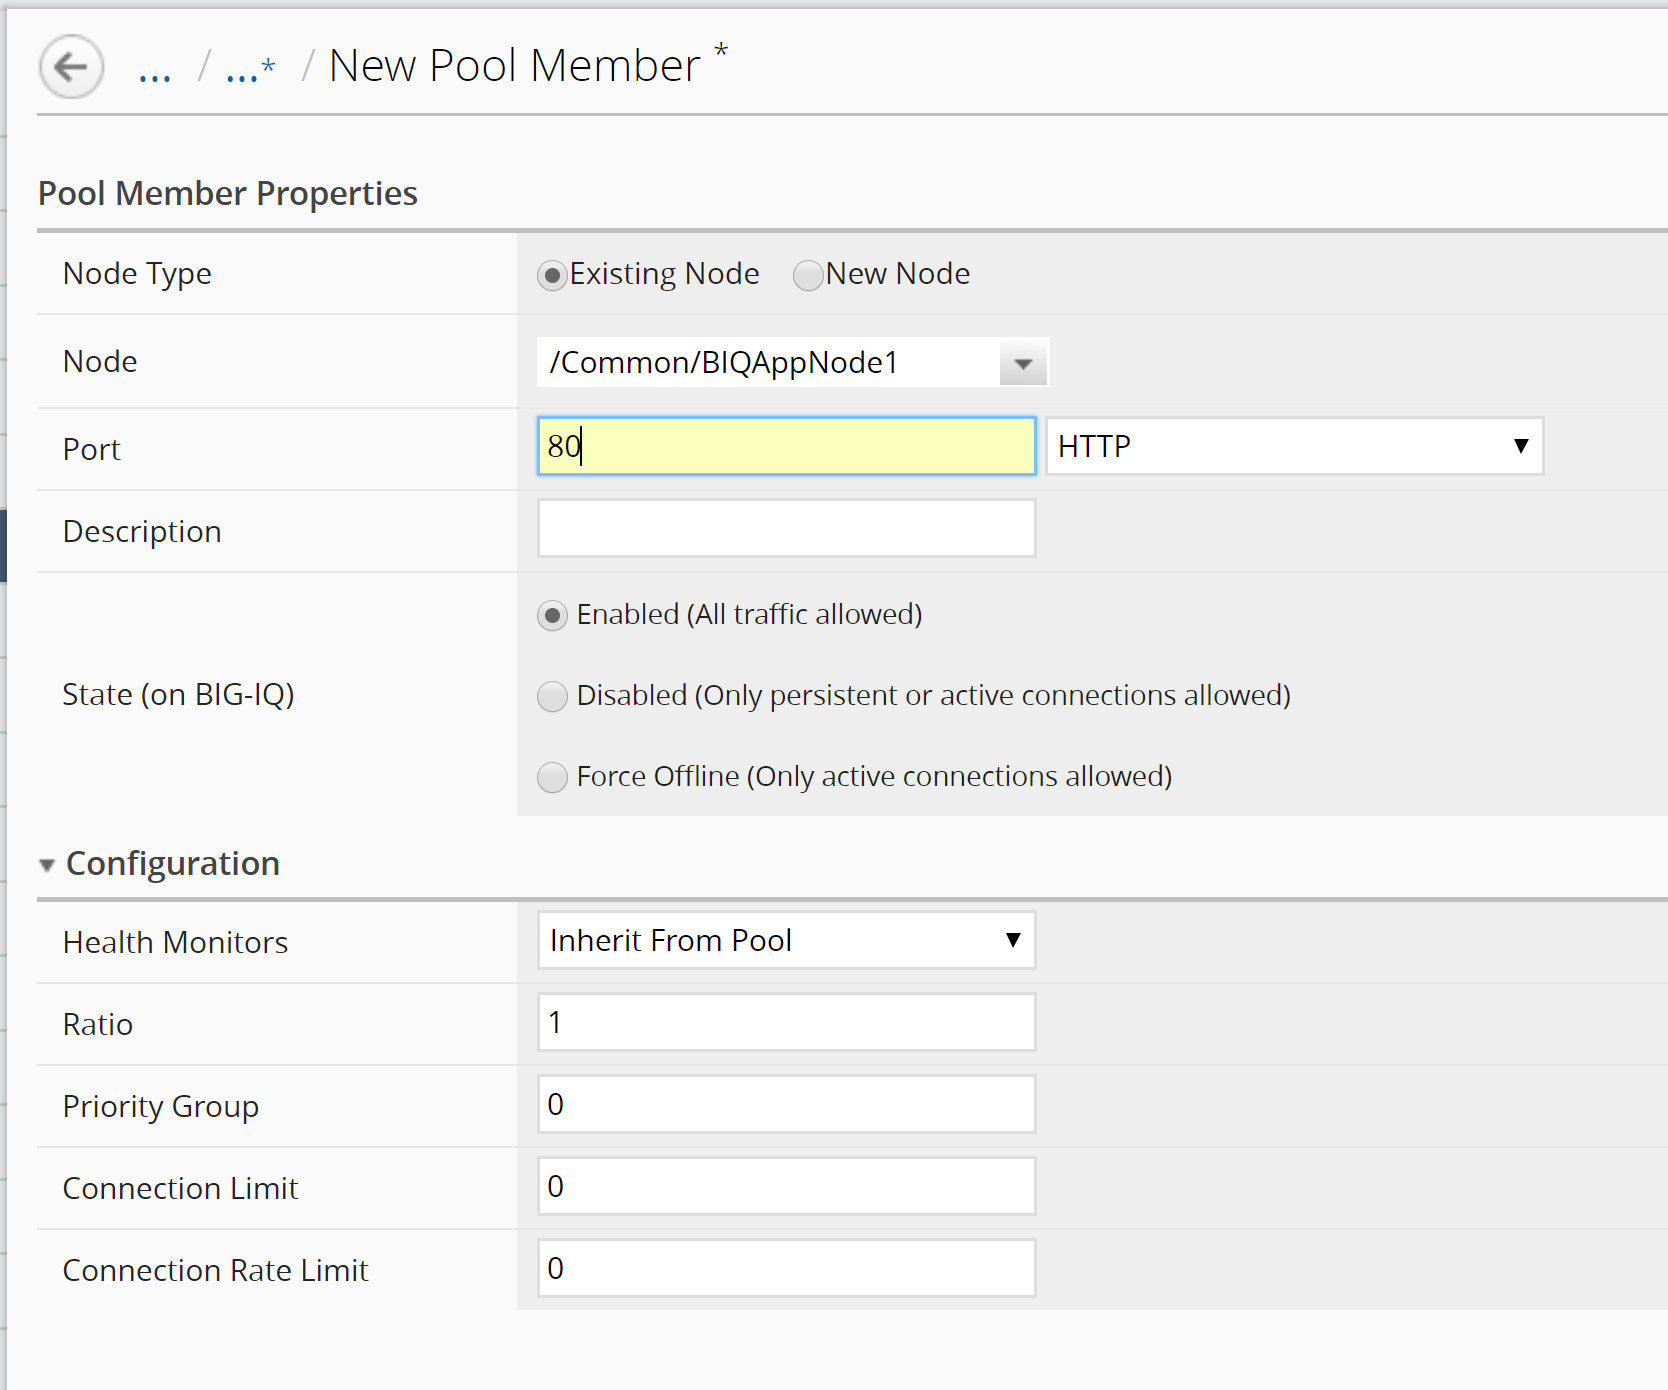 ... / ...* / New Pool Member *
Pool Member Properties
Node Type Existing Node New Node
Node /Common/BIQAppNode1
Port 80 HTTP
Description
Enabled (All traffic allowed)
State (on BIG-IQ) Disabled (Only persistent or active connections allowed)
Force Offline (Only active connections allowed)
Configuration
Health Monitors Inherit From Pool
Ratio 1
Priority Group 0
Connection Limit 0
Connection Rate Limit 0